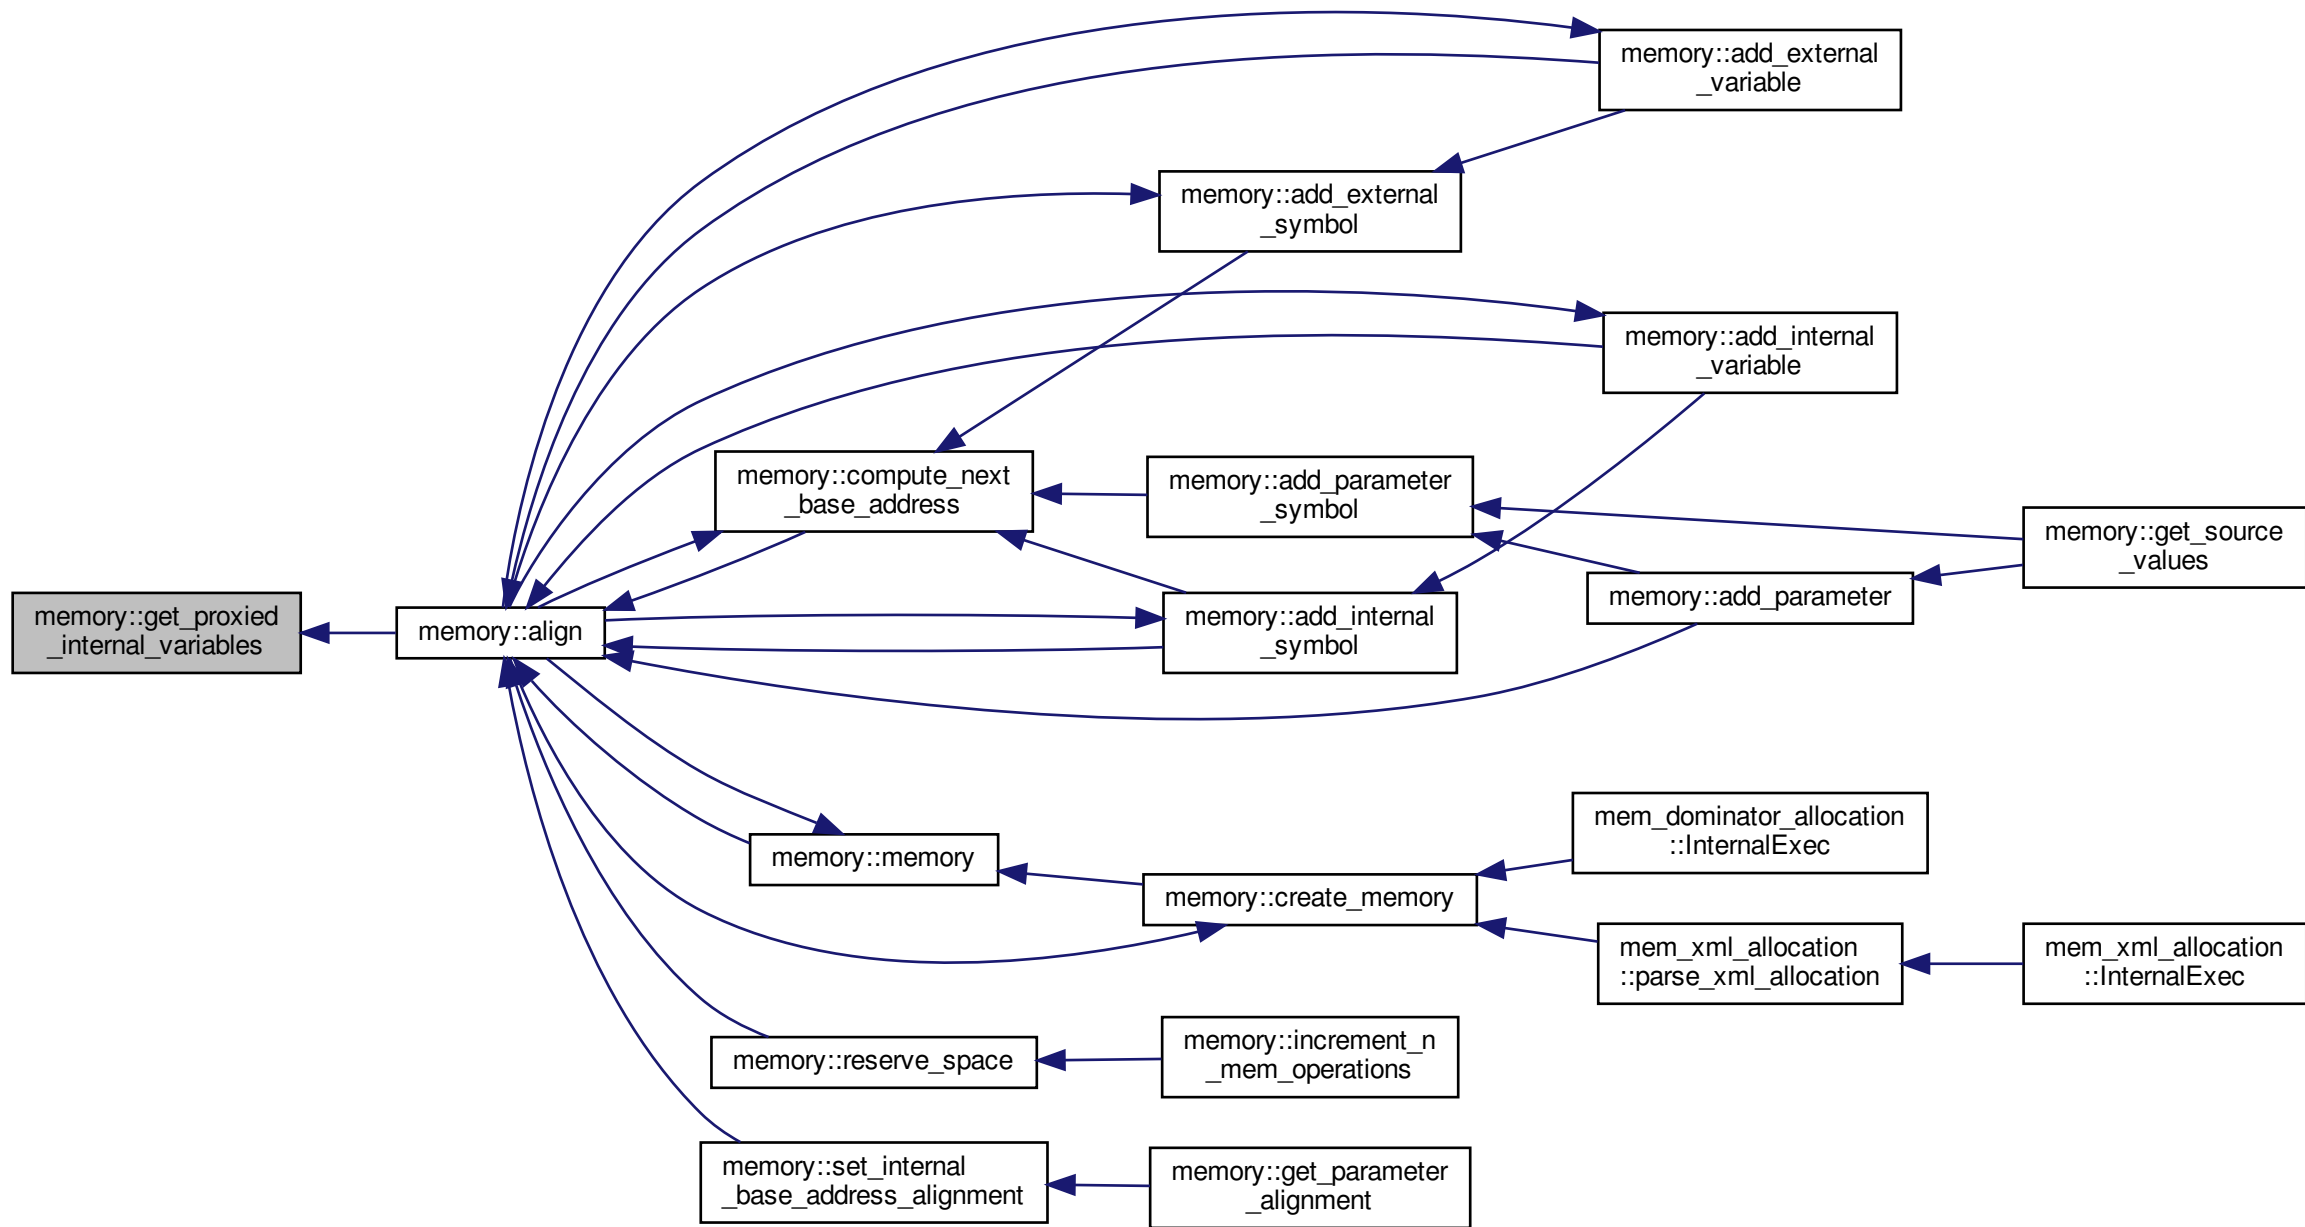 memory::add_external
_variable
memory::add_external
_symbol
memory::add_internal
_variable
memory::compute_next
_base_address
memory::add_parameter
_symbol
memory::get_source
_values
memory::add_parameter
memory::get_proxied
_internal_variables
memory::align
memory::add_internal
_symbol
mem_dominator_allocation
::InternalExec
memory::memory
memory::create_memory
mem_xml_allocation
::parse_xml_allocation
mem_xml_allocation
::InternalExec
memory::reserve_space
memory::increment_n
_mem_operations
memory::set_internal
_base_address_alignment
memory::get_parameter
_alignment